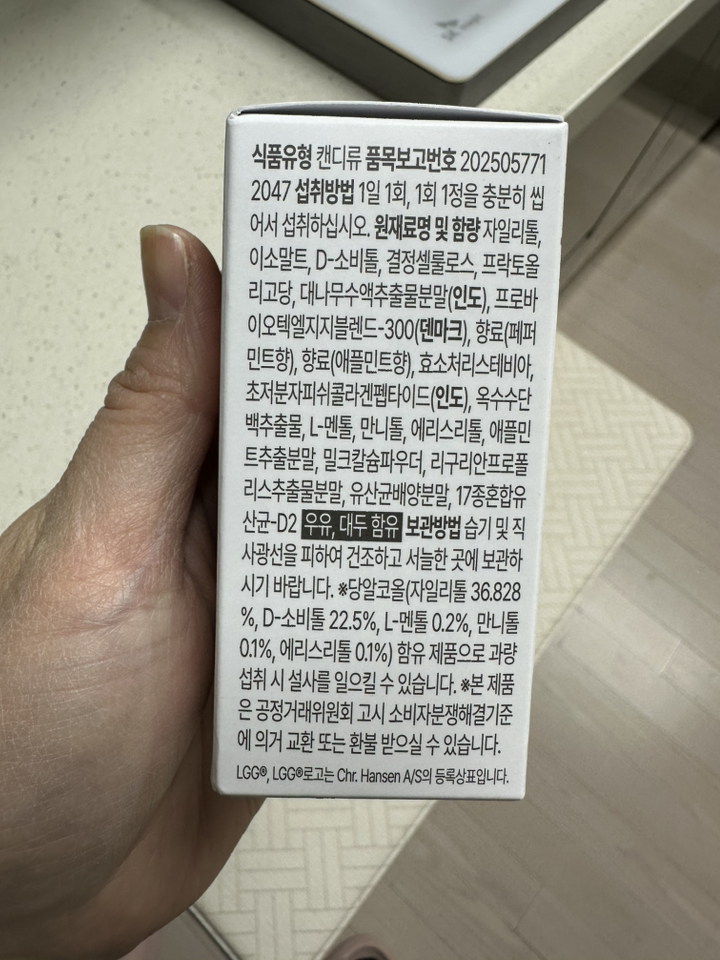 식품유형 캔디류 품목보고번호 202505771
2047 섭취방법 1일 1회, 1회 1정을 충분히 씹
어서 섭취하십시오. 원재료명 및 함량 자일리톨,
이소말트, D-소비톨, 결정셀룰로스, 프락토올
리고당, 대나무수액추출물분말(인도), 프로바
이오텍엘지지블렌드-300(덴마크), 향료(페퍼
민트향), 향료(애플민트향), 효소처리스테비아,
초저분자피쉬콜라겐펩타이드(인도), 옥수수단
백추출물, L-멘톨, 만니톨, 에리스리톨, 애플민
트추출분말, 밀크칼슘파우더, 리구리안프로폴
리스추출물분말, 유산균배양분말, 17종혼합유
산균-D2 우유, 대두 함유 보관방법 습기 및 직
사광선을 피하여 건조하고 서늘한 곳에 보관하
시기 바랍니다. ※당알코올(자일리톨 36.828
%, D-소비톨 22.5%, L-멘톨 0.2%, 만니톨
0.1%, 에리스리톨 0.1%) 함유 제품으로 과량
섭취 시 설사를 일으킬 수 있습니다. ※본 제품
은 공정거래위원회 고시 소비자분쟁해결기준
에 의거 교환 또는 환불 받으실 수 있습니다.
LGG®, LGG®로고는 Chr. Hansen A/S의 등록상표입니다.